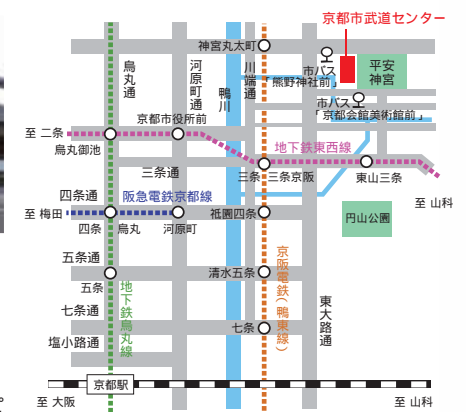 京都市武道センター
神宮丸太町
烏丸通
河原町通
川端通
鴨川
市バス
「熊野神社前」
平安
神宮
市バス
「京都会館美術館前」
京都市役所前
至 二条
烏丸御池
地下鉄東西線
三条通
三条
三条京阪
東山三条
四条通
阪急電鉄京都線
至 山科
至 梅田
四条
烏丸
河原町
祇園四条
円山公園
五条通
京阪電鉄(鴨東線)
清水五条
五条
地下鉄烏丸線
東大路通
七条通
七条
塩小路通
京都駅
至 大阪
至 山科